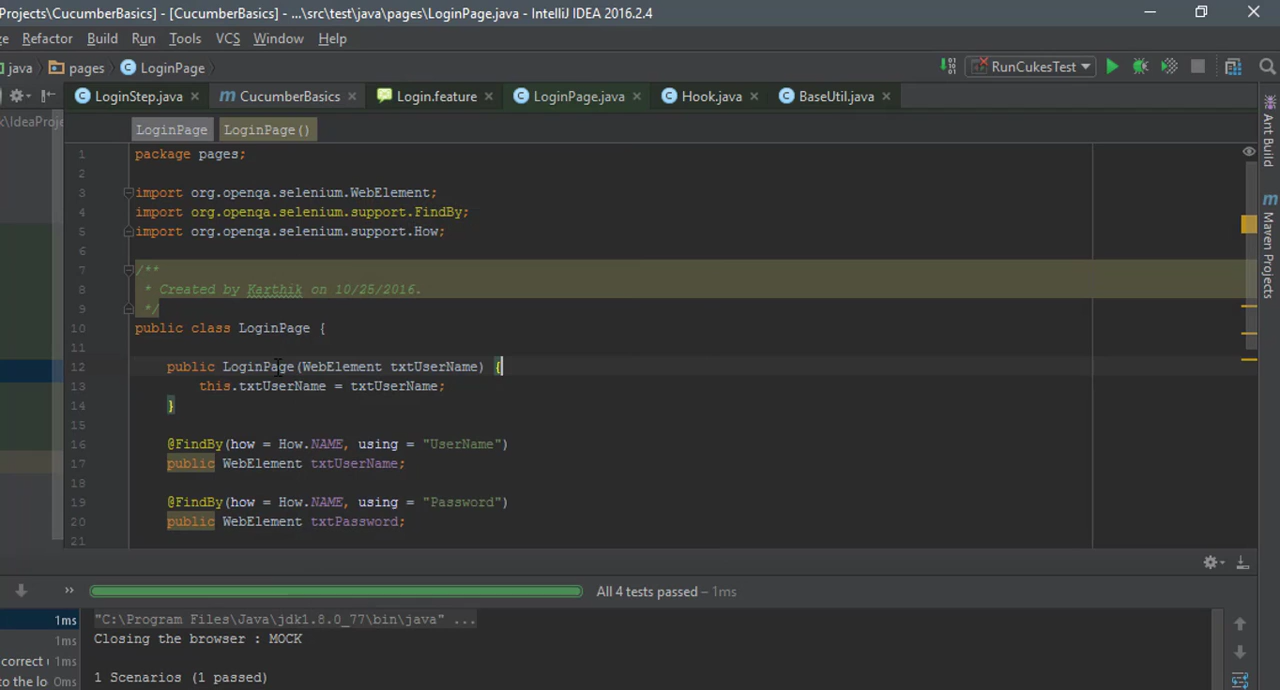 Projects\CucumberBasics] - [CucumberBasics] - ...\src\test\java\pages\LoginPage.java - IntelliJ IDEA 2016.2.4
Refactor Build Run Tools VCS Window Help
java pages LoginPage RunCukesTest
LoginStep.java CucumberBasics Login.feature LoginPage.java Hook.java BaseUtil.java
k\IdeaProj
LoginPage LoginPage()
1 package pages;
2
3 import org.openqa.selenium.WebElement;
4 import org.openqa.selenium.support.FindBy;
5 import org.openqa.selenium.support.How;
6
7 /**
8 * Created by Karthik on 10/25/2016.
9 */
10 public class LoginPage {
11
12 public LoginPage(WebElement txtUserName) {
13 this.txtUserName = txtUserName;
14 }
15
16 @FindBy(how = How.NAME, using = "UserName")
17 public WebElement txtUserName;
18
19 @FindBy(how = How.NAME, using = "Password")
20 public WebElement txtPassword;
21
Ant Build
Maven Projects
All 4 tests passed – 1ms
1ms "C:\Program Files\Java\jdk1.8.0_77\bin\java" ...
1ms Closing the browser : MOCK
correct 1ms
to the lo 0ms 1 Scenarios (1 passed)